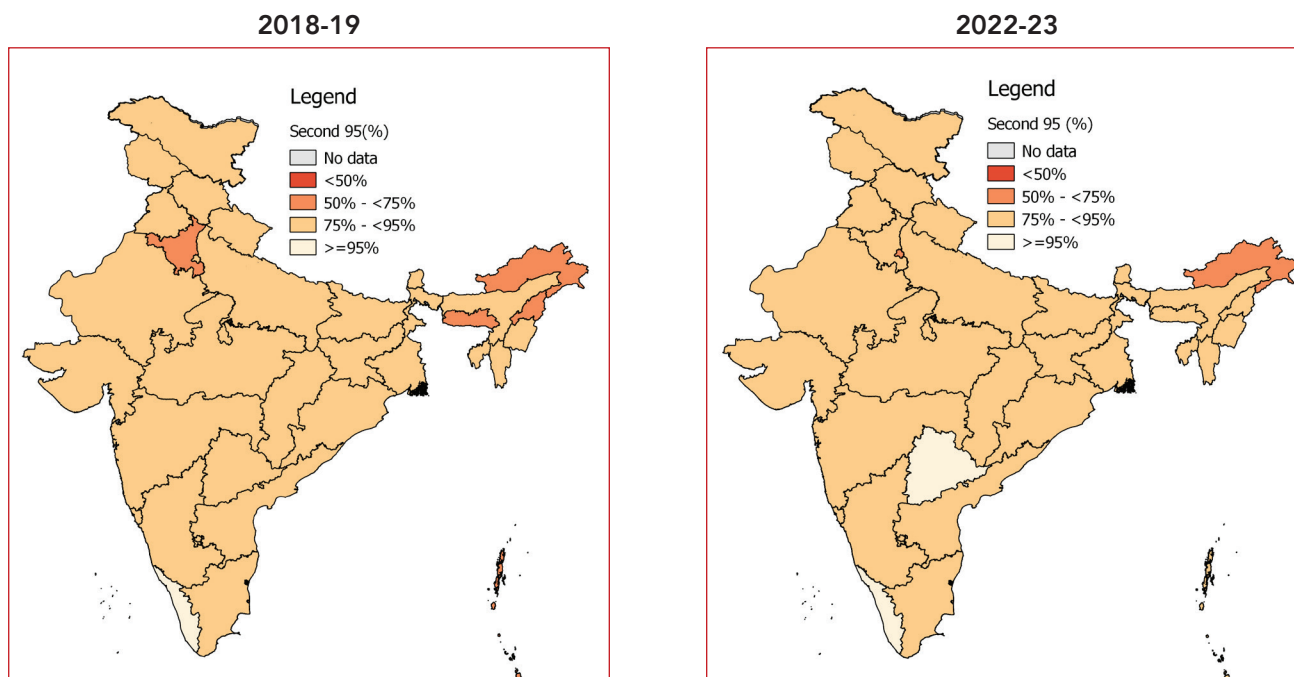 2018-19
Legend
Second 95(%)
No data
<50%
50% - <75%
75% - <95%
>=95%
2022-23
Legend
Second 95 (%)
No data
<50%
50% - <75%
75% - <95%
>=95%